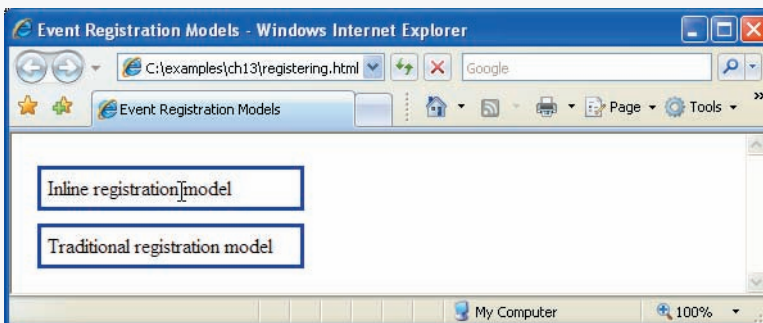 Event Registration Models - Windows Internet Explorer
C:\examples\ch13\registering.html
Google
Event Registration Models
Page
Tools
Inline registration model
Traditional registration model
My Computer
100%